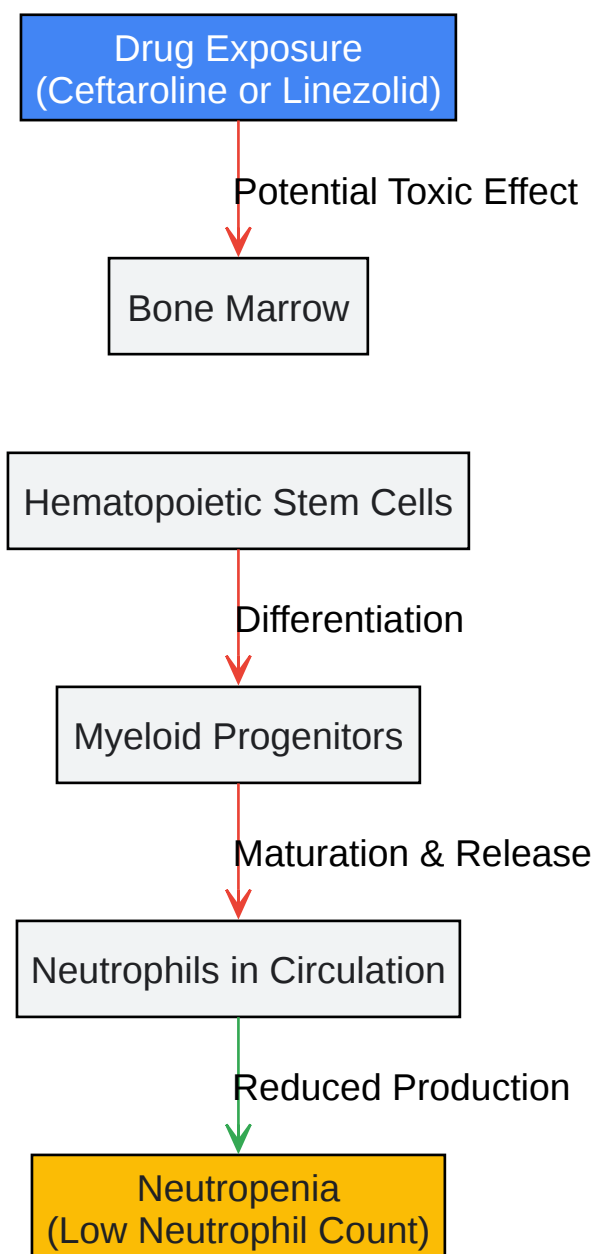 Drug Exposure
(Ceftaroline or Linezolid)
Potential Toxic Effect
Bone Marrow
Hematopoietic Stem Cells
Differentiation
Myeloid Progenitors
Maturation & Release
Neutrophils in Circulation
Reduced Production
Neutropenia
(Low Neutrophil Count)